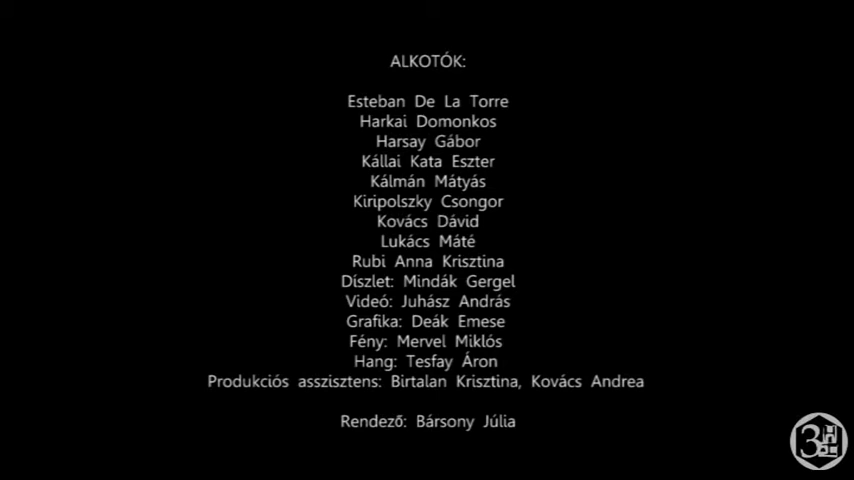 ALKOTÓK:
Esteban De La Torre
Harkai Domonkos
Harsay Gábor
Kállai Kata Eszter
Kálmán Mátyás
Kiripolszky Csongor
Kovács Dávid
Lukács Máté
Rubi Anna Krisztina
Díszlet: Mindák Gergel
Videó: Juhász András
Grafika: Deák Emese
Fény: Mervel Miklós
Hang: Tesfay Áron
Produkciós asszisztens: Birtalan Krisztina, Kovács Andrea
Rendező: Bársony Júlia
3